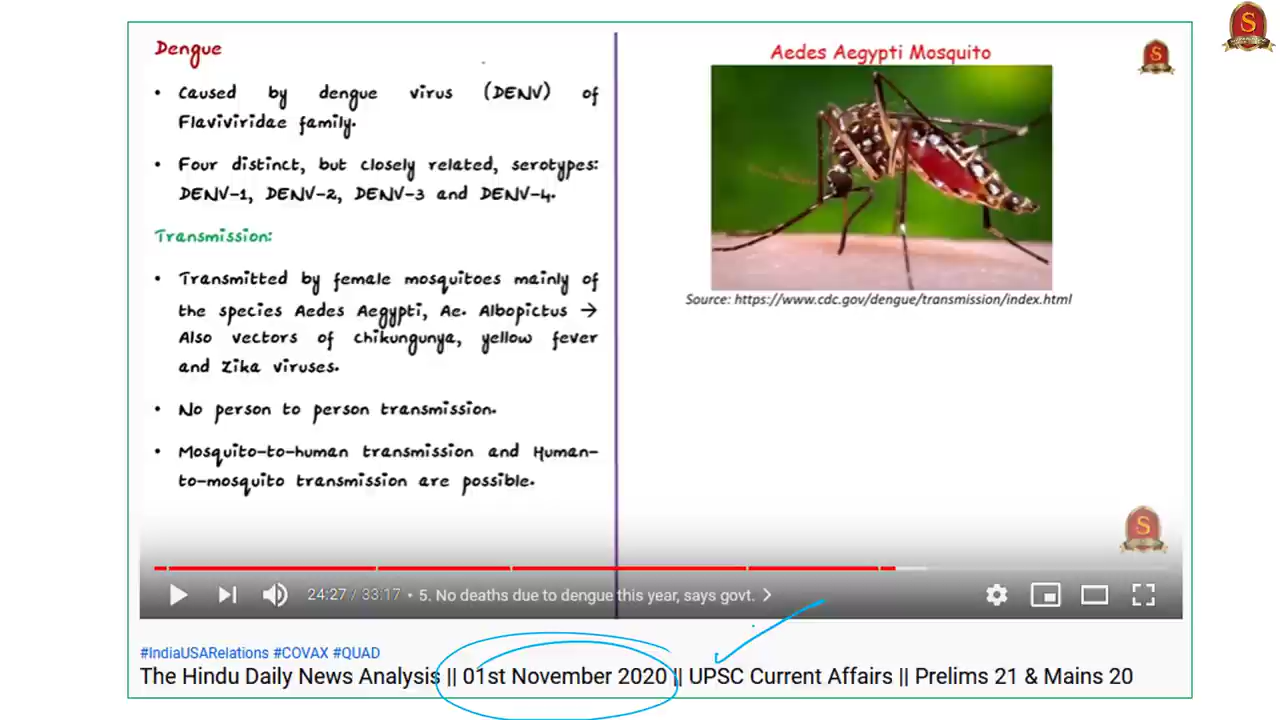 Dengue
• Caused by dengue virus (DENV) of
Flaviviridae family.
• Four distinct, but closely related, serotypes:
DENV-1, DENV-2, DENV-3 and DENV-4.
Transmission:
• Transmitted by female mosquitoes mainly of
the species Aedes Aegypti, Ae. Albopictus →
Also vectors of chikungunya, yellow fever
and Zika viruses.
• No person to person transmission.
• Mosquito-to-human transmission and Human-
to-mosquito transmission are possible.
Aedes Aegypti Mosquito
Source: https://www.cdc.gov/dengue/transmission/index.html
S
S
S
24:27 / 33:17 • 5. No deaths due to dengue this year, says govt. >
#IndiaUSARelations #COVAX #QUAD
The Hindu Daily News Analysis || 01st November 2020 || UPSC Current Affairs || Prelims 21 & Mains 20